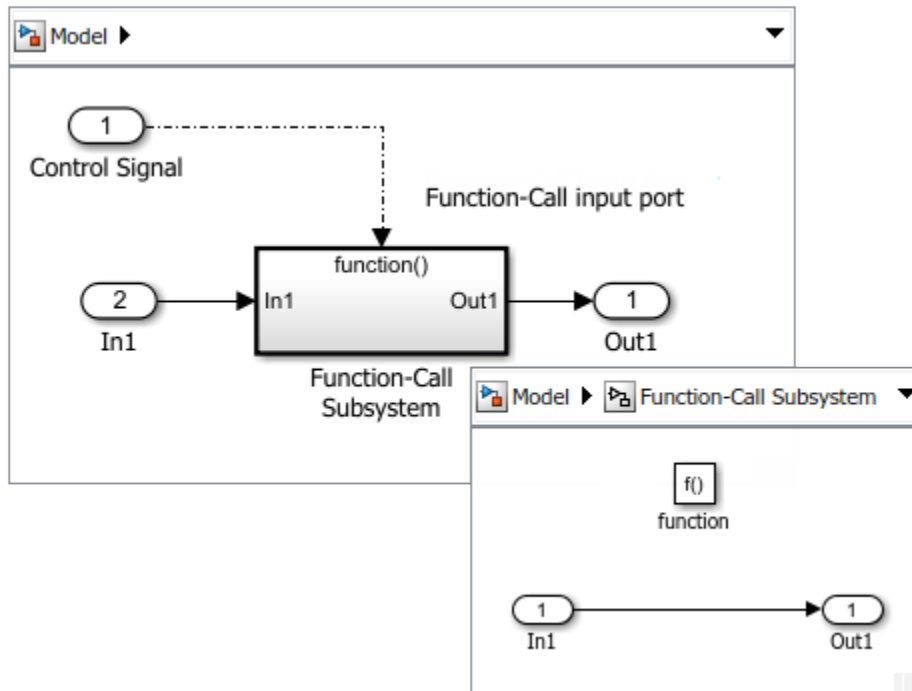 Model
1
Control Signal
Function-Call input port
function()
2
In1
Out1
1
In1
Out1
Function-Call
Subsystem
Model Function-Call Subsystem
f()
function
1
1
In1
Out1